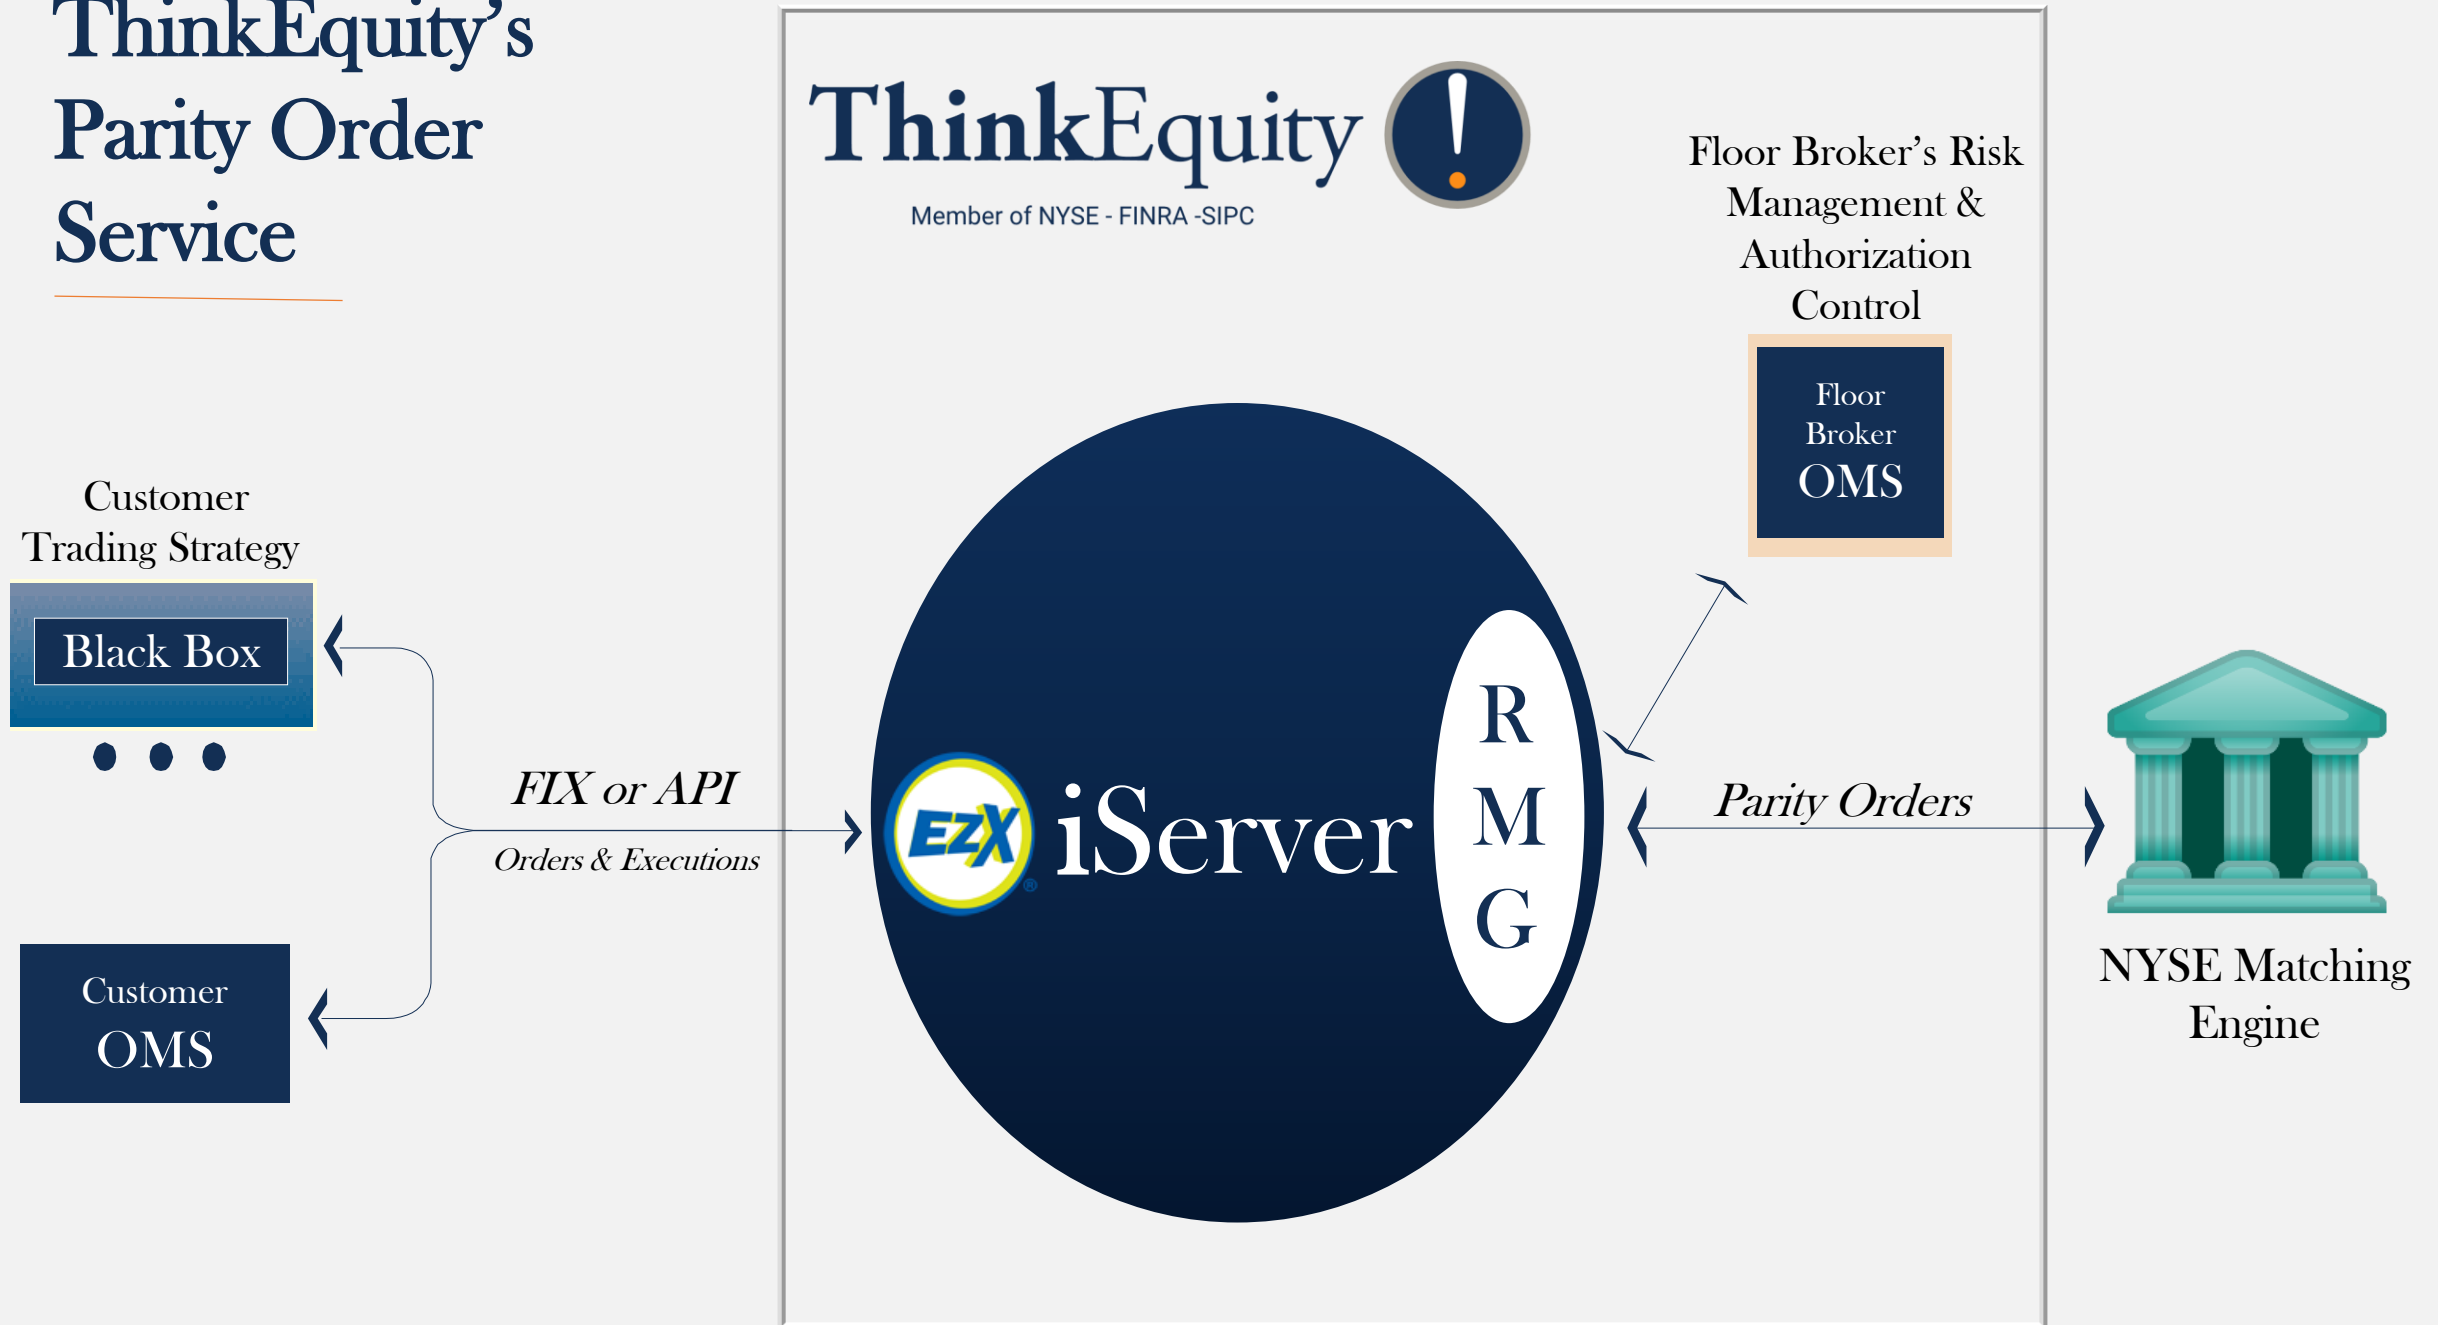 ThinkEquity’s
Parity Order
Service
ThinkEquity
Member of NYSE - FINRA -SIPC
Floor Broker’s Risk
Management &
Authorization
Control
Floor
Broker
OMS
Customer
Trading Strategy
Black Box
FIX or API
Orders & Executions
Customer
OMS
EZX
®
iServer
R
M
G
Parity Orders
NYSE Matching
Engine